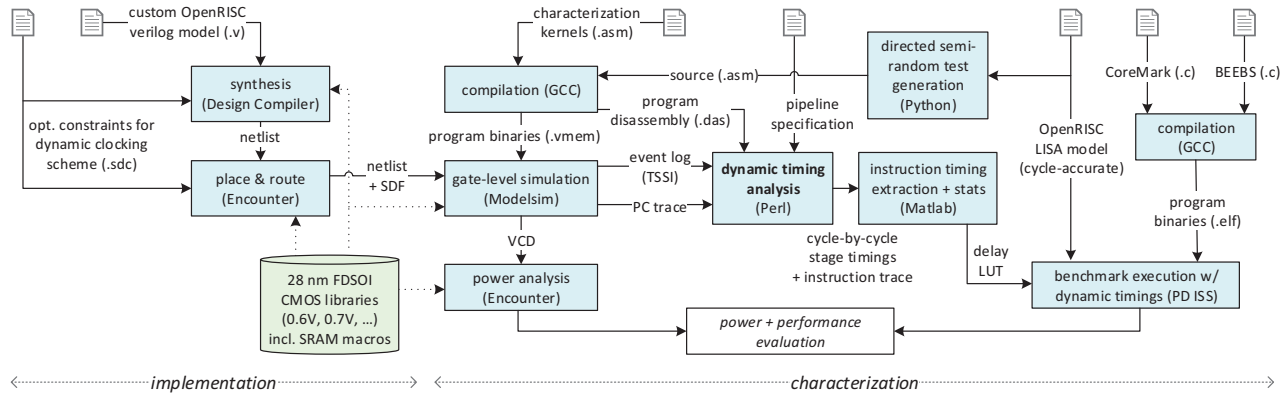 custom OpenRISC
verilog model (.v)
synthesis
(Design Compiler)
opt. constraints for
dynamic clocking
scheme (.sdc)
netlist
place & route
(Encounter)
netlist
+ SDF
28 nm FDSOI
CMOS libraries
(0.6V, 0.7V, ...)
incl. SRAM macros
characterization
kernels (.asm)
compilation (GCC)
source (.asm)
program
disassembly (.das)
pipeline
specification
directed semi-
random test
generation
(Python)
program binaries (.vmem)
gate-level simulation
(Modelsim)
event log
(TSSI)
PC trace
dynamic timing
analysis
(Perl)
instruction timing
extraction + stats
(Matlab)
VCD
power analysis
(Encounter)
cycle-by-cycle
stage timings
+ instruction trace
delay
LUT
OpenRISC
LISA model
(cycle-accurate)
CoreMark (.c)
BEEBS (.c)
compilation
(GCC)
program
binaries (.elf)
benchmark execution w/
dynamic timings (PD ISS)
power + performance
evaluation
implementation
characterization